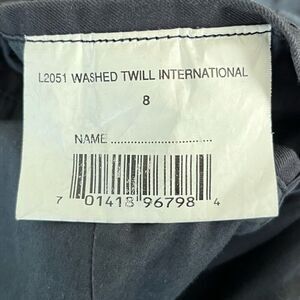 L2051 WASHED TWILL INTERNATIONAL
8
NAME..............................
7 01418 96798 4